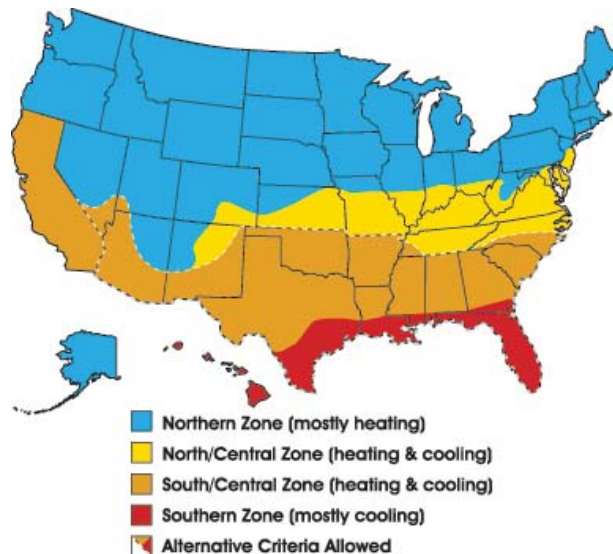 Northern Zone (mostly heating)
North/Central Zone (heating & cooling)
South/Central Zone (heating & cooling)
Southern Zone (mostly cooling)
Alternative Criteria Allowed